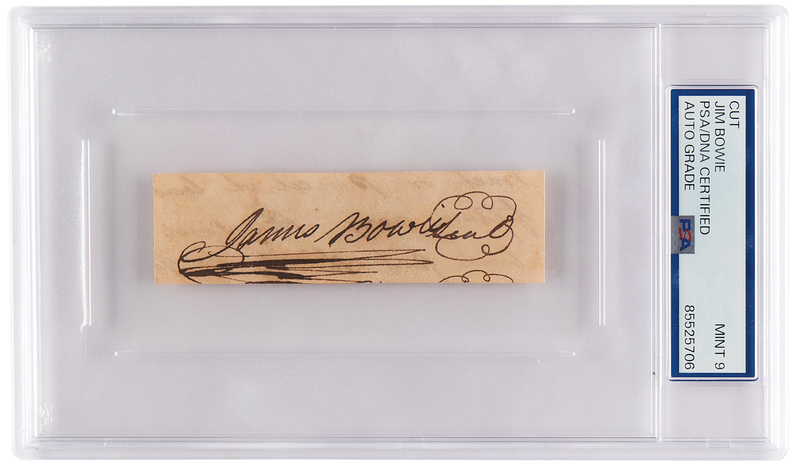 James Bowie
CUT
JIM BOWIE
PSA/DNA CERTIFIED
AUTO GRADE
MINT 9
85525706
PSA